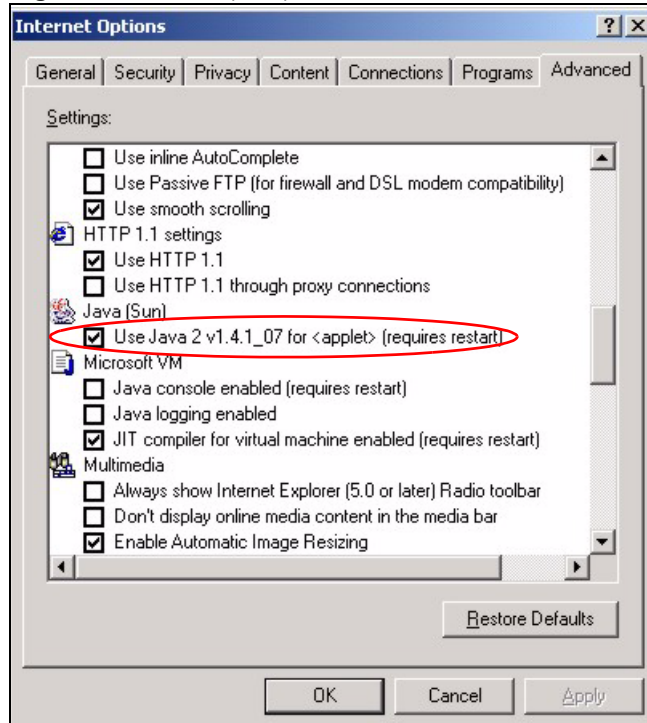 Internet Options
General Security Privacy Content Connections Programs Advanced
Settings:
Use inline AutoComplete
Use Passive FTP (for firewall and DSL modem compatibility)
Use smooth scrolling
HTTP 1.1 settings
Use HTTP 1.1
Use HTTP 1.1 through proxy connections
Java (Sun)
Use Java 2 v1.4.1_07 for <applet> (requires restart)
Microsoft VM
Java console enabled (requires restart)
Java logging enabled
JIT compiler for virtual machine enabled (requires restart)
Multimedia
Always show Internet Explorer (5.0 or later) Radio toolbar
Don't display online media content in the media bar
Enable Automatic Image Resizing
Restore Defaults
OK Cancel Apply